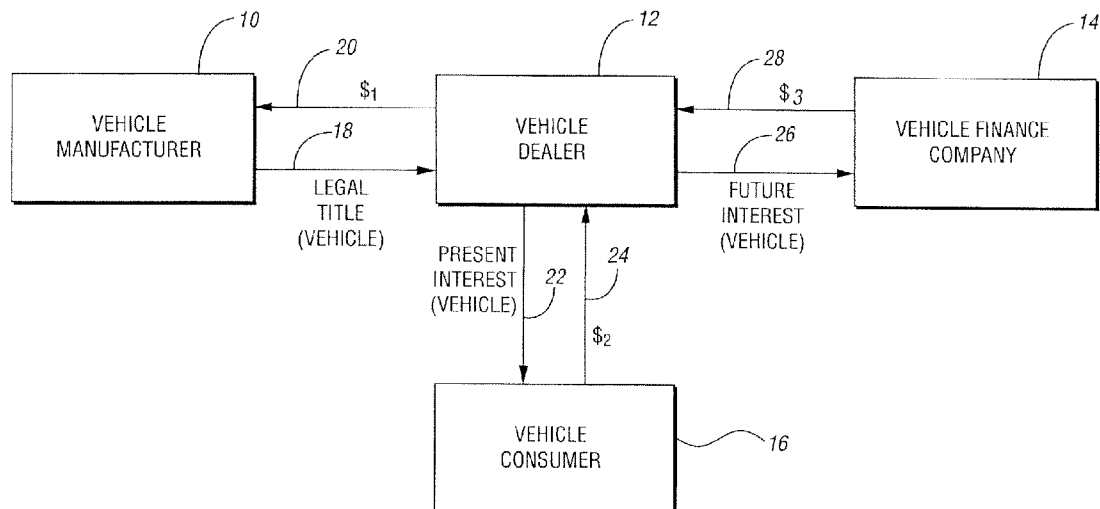 10
20
12
28
14
$1
$3
VEHICLE
MANUFACTURER
VEHICLE
DEALER
VEHICLE FINANCE
COMPANY
18
26
LEGAL
TITLE
(VEHICLE)
FUTURE
INTEREST
(VEHICLE)
PRESENT
INTEREST
(VEHICLE)
22
24
$2
VEHICLE
CONSUMER
16